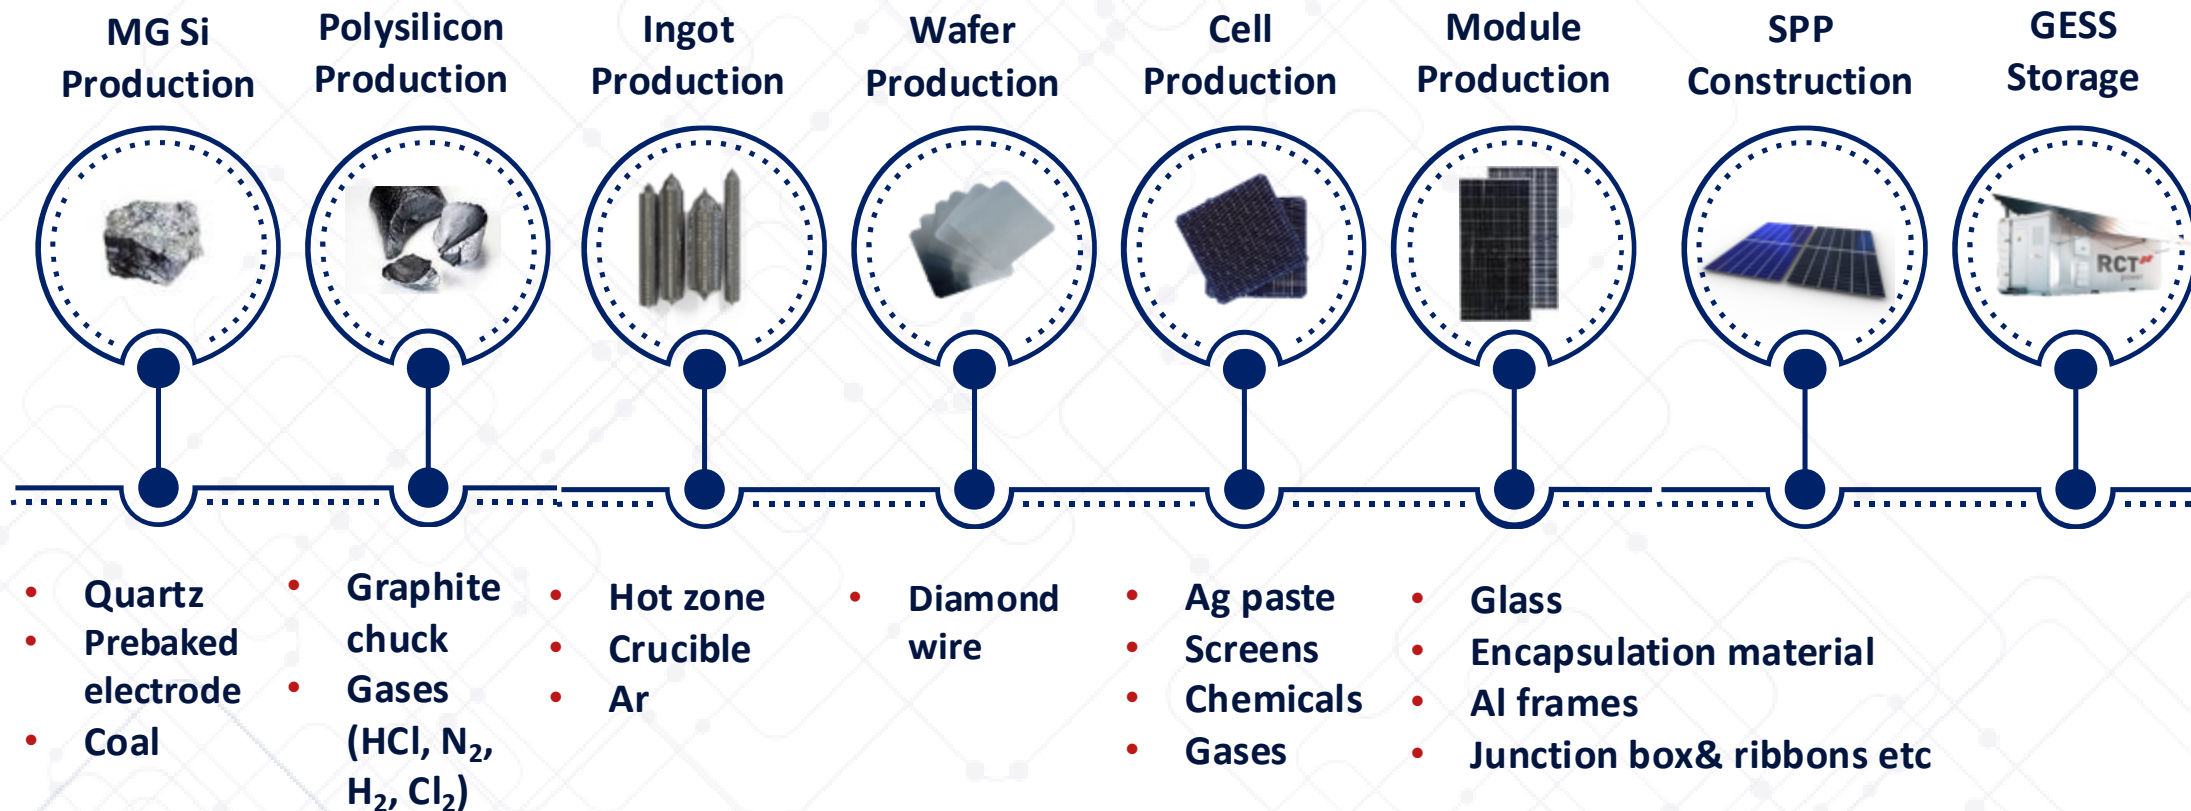 MG Si
Production
Polysilicon
Production
Ingot
Production
Wafer
Production
Cell
Production
Module
Production
SPP
Construction
GESS
Storage
RCT
power
• Quartz
• Prebaked
electrode
• Coal
• Graphite
chuck
• Gases
(HCl, N₂,
H₂, Cl₂)
• Hot zone
• Crucible
• Ar
• Diamond
wire
• Ag paste
• Screens
• Chemicals
• Gases
• Glass
• Encapsulation material
• Al frames
• Junction box& ribbons etc